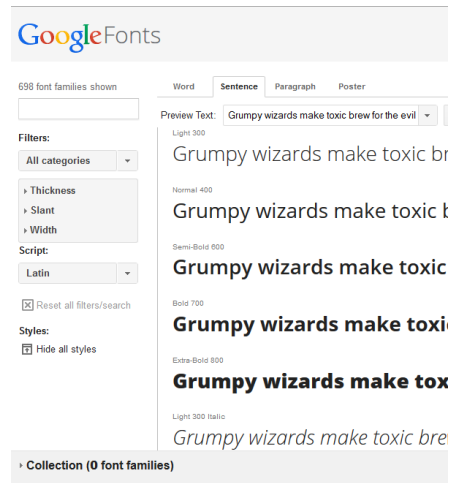 GoogleFonts
698 font families shown
Word Sentence Paragraph Poster
Preview Text: Grumpy wizards make toxic brew for the evil
Filters:
All categories
Thickness
Slant
Width
Script:
Latin
Reset all filters/search
Styles:
Hide all styles
Light 300
Grumpy wizards make toxic br
Normal 400
Grumpy wizards make toxic b
Semi-Bold 600
Grumpy wizards make toxic
Bold 700
Grumpy wizards make toxi
Extra-Bold 800
Grumpy wizards make tox
Light 300 Italic
Grumpy wizards make toxic bre
Collection (0 font families)